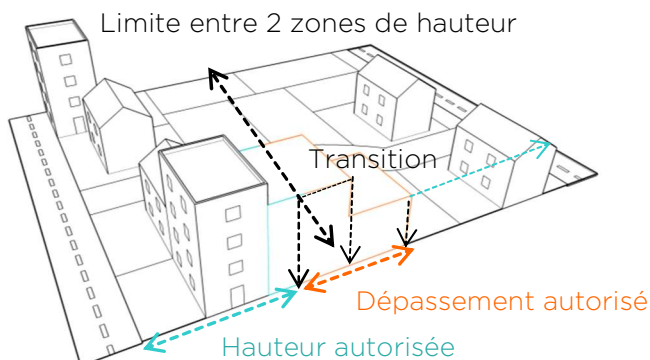 Limite entre 2 zones de hauteur
Transition
Dépassement autorisé
Hauteur autorisée